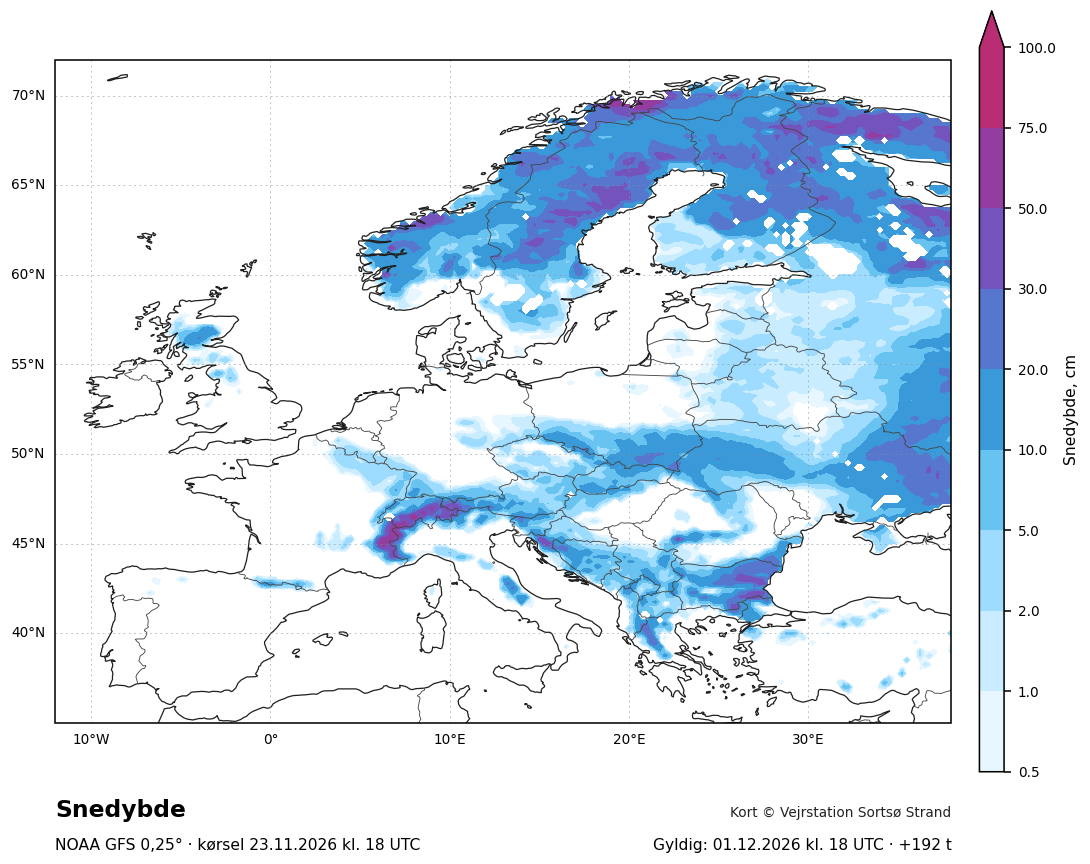 100.0
75.0
50.0
30.0
20.0
10.0
5.0
2.0
1.0
0.5
Snedybde, cm
70°N
65°N
60°N
55°N
50°N
45°N
40°N
10°W 0° 10°E 20°E 30°E
Snedybde
Kort © Vejrstation Sortsø Strand
NOAA GFS 0,25° · kørsel 23.11.2026 kl. 18 UTC
Gyldig: 01.12.2026 kl. 18 UTC · +192 t